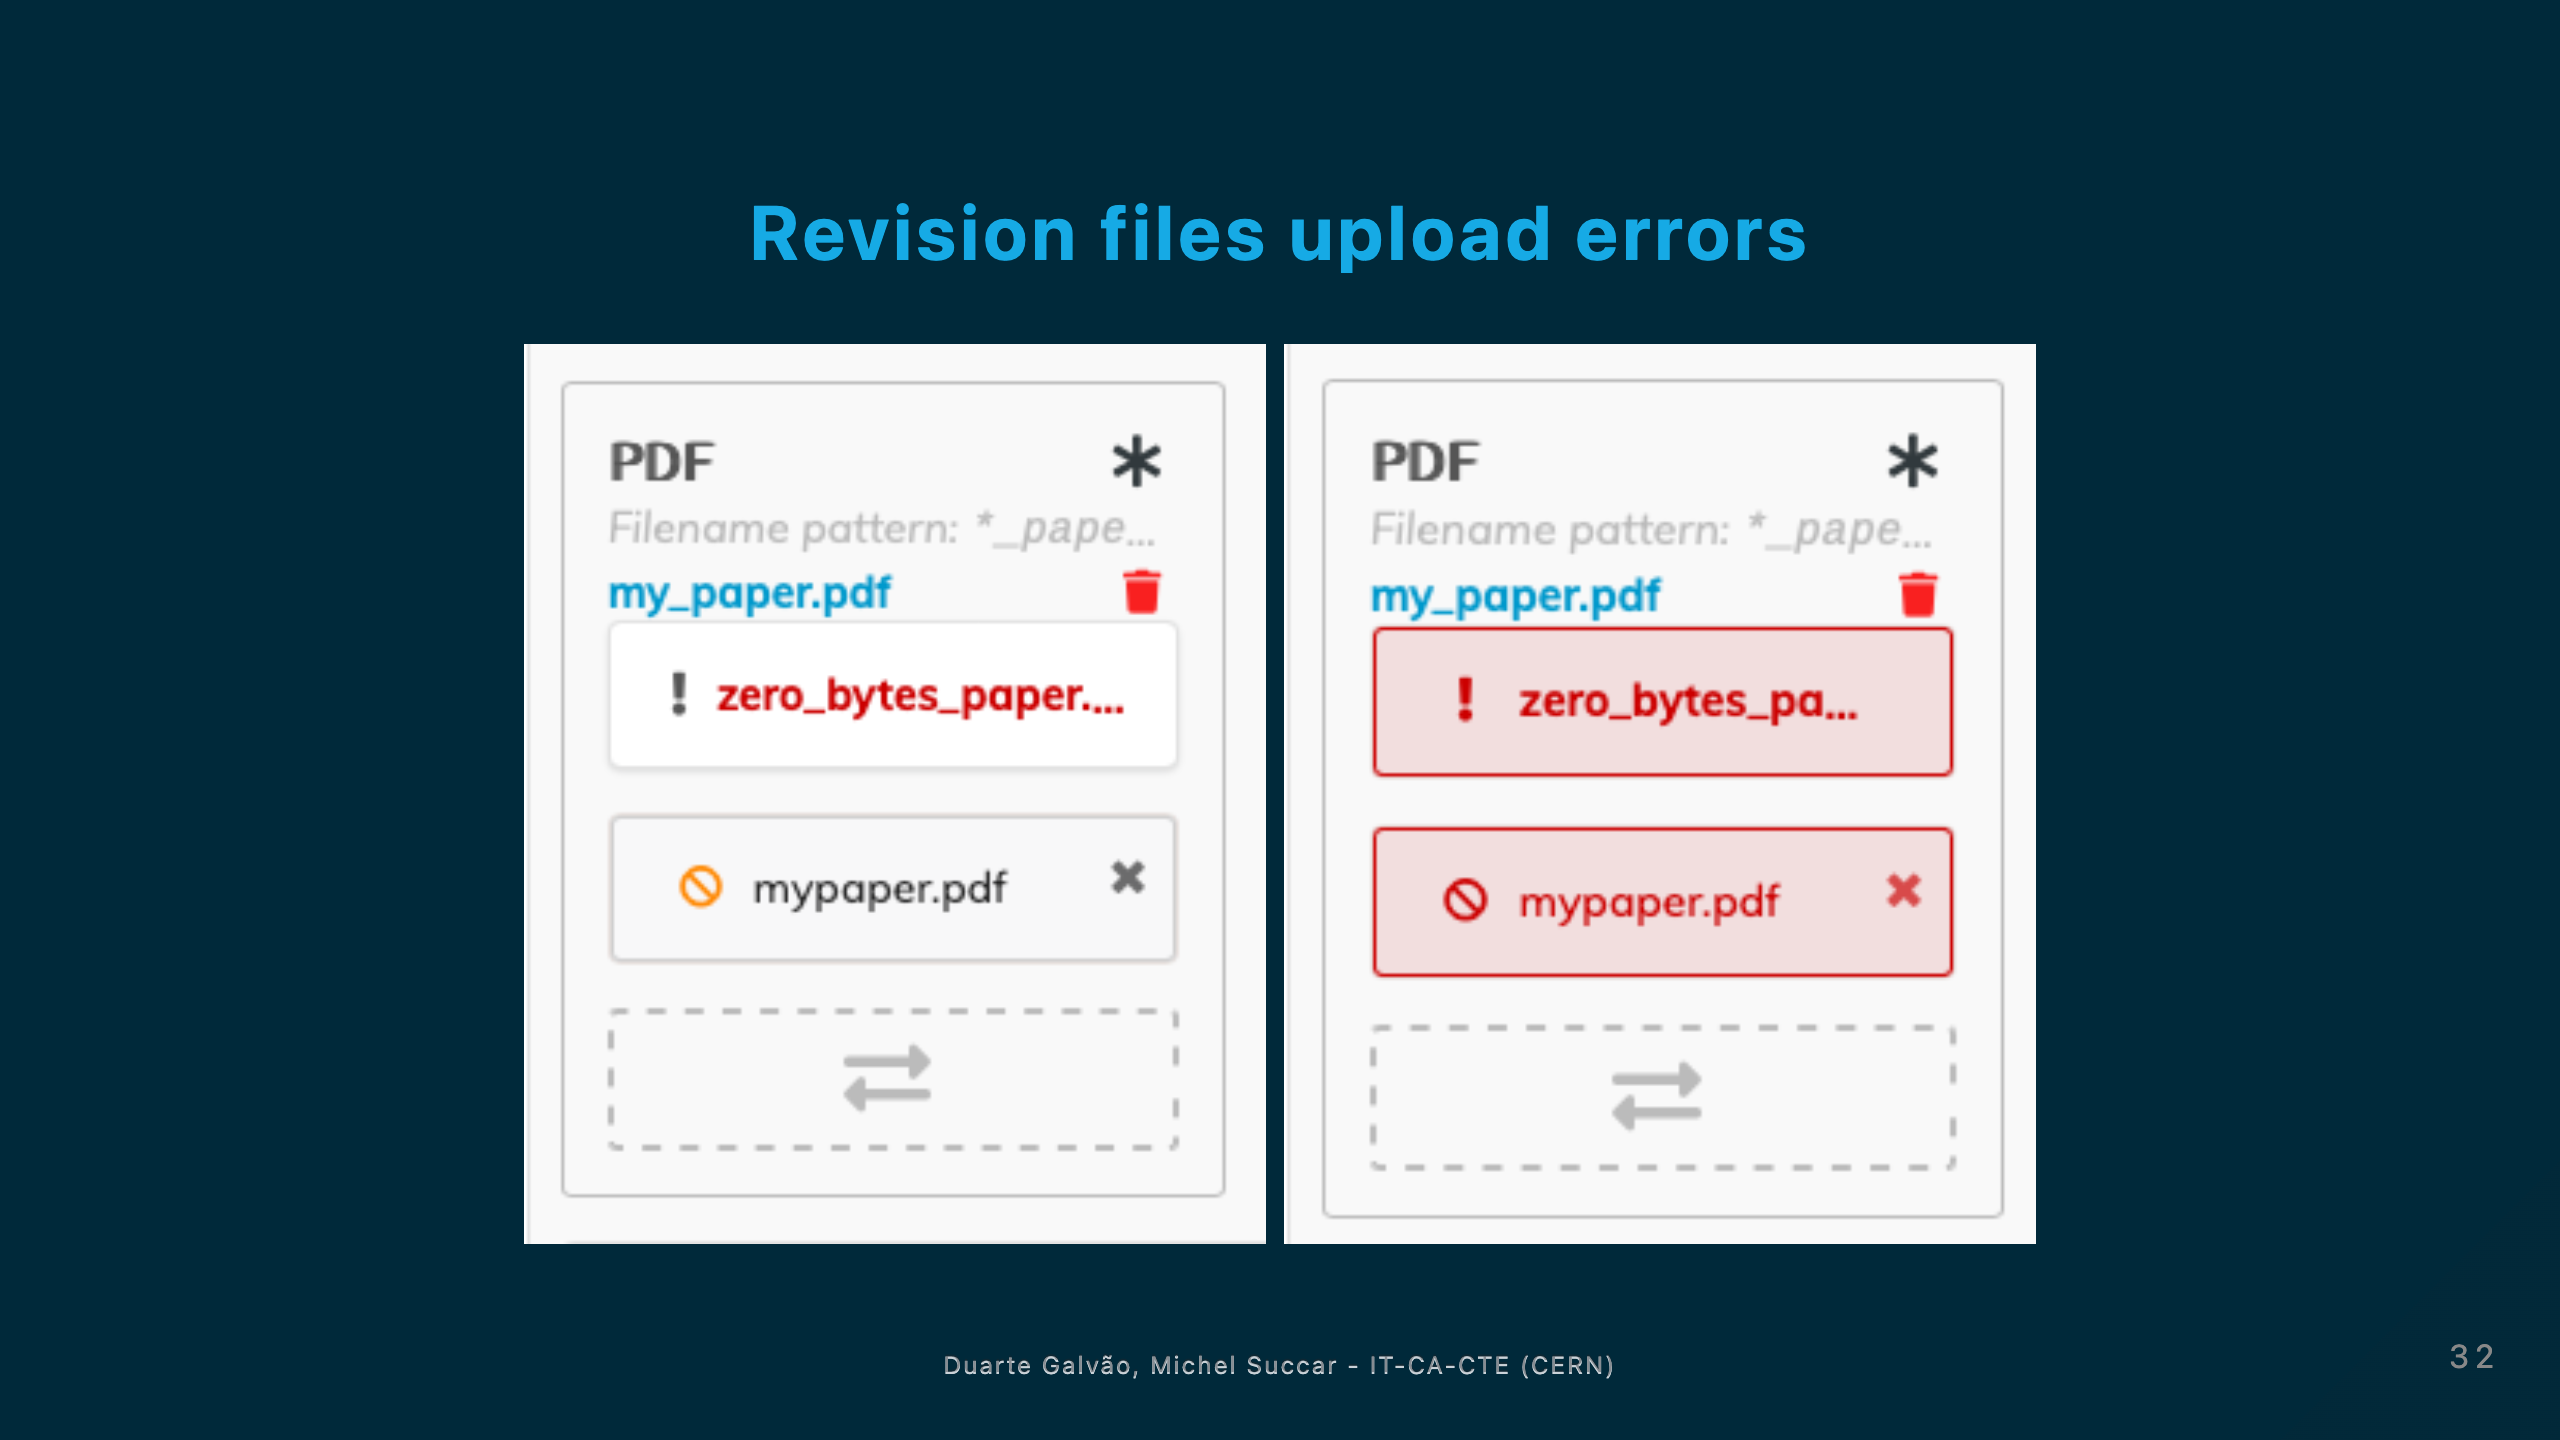 Revision files upload errors
PDF
Filename pattern: *_pape...
my_paper.pdf
zero_bytes_paper....
mypaper.pdf
PDF
Filename pattern: *_pape...
my_paper.pdf
zero_bytes_pa...
mypaper.pdf
Duarte Galvão, Michel Succar - IT-CA-CTE (CERN)
32